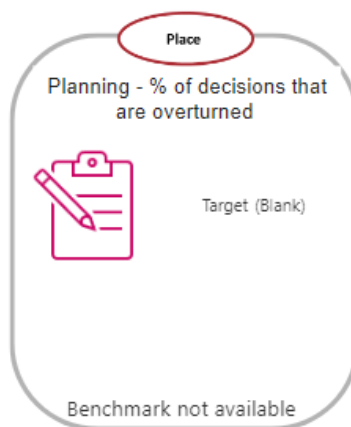 Place
Planning - % of decisions that
are overturned
Target (Blank)
Benchmark not available